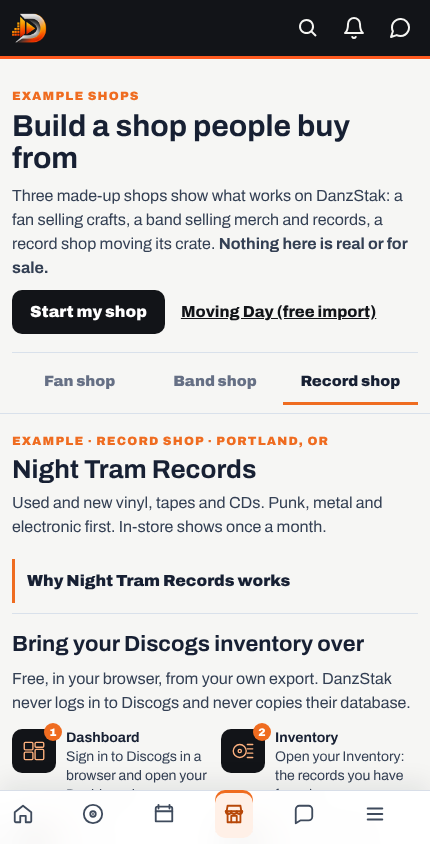 EXAMPLE SHOPS
Build a shop people buy
from
Three made-up shops show what works on DanzStak: a
fan selling crafts, a band selling merch and records, a
record shop moving its crate. Nothing here is real or for
sale.
Start my shop
Moving Day (free import)
Fan shop
Band shop
Record shop
EXAMPLE · RECORD SHOP · PORTLAND, OR
Night Tram Records
Used and new vinyl, tapes and CDs. Punk, metal and
electronic first. In-store shows once a month.
Why Night Tram Records works
Bring your Discogs inventory over
Free, in your browser, from your own export. DanzStak
never logs in to Discogs and never copies their database.
1
Dashboard
Sign in to Discogs in a
browser and open your
2
Inventory
Open your Inventory:
the records you have